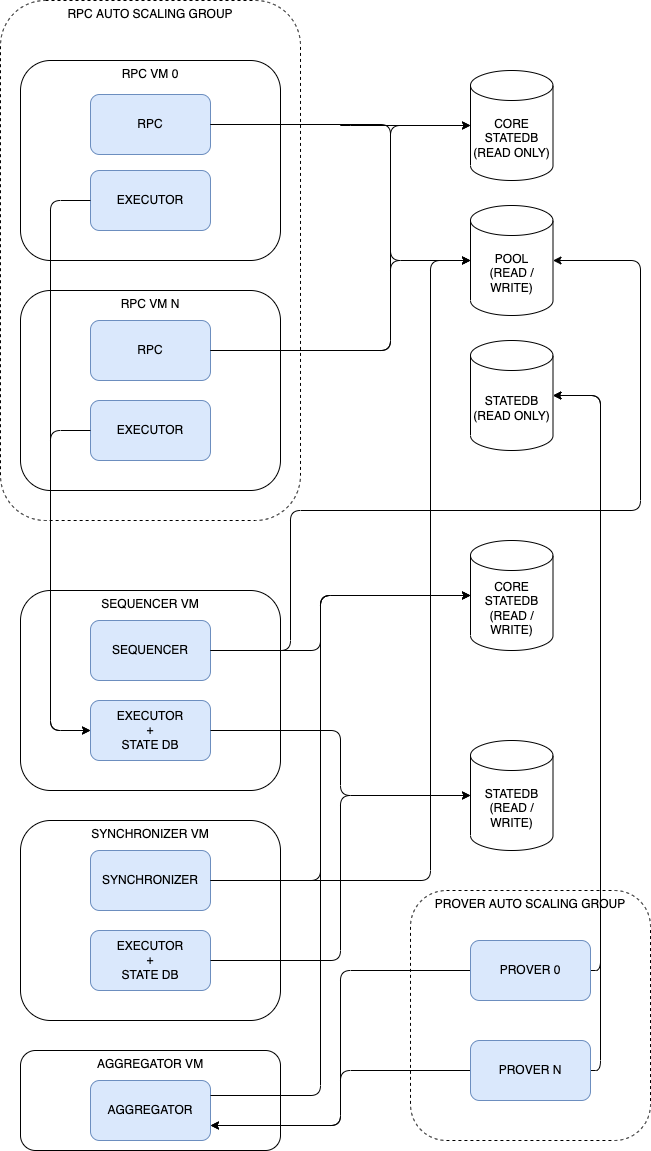 RPC AUTO SCALING GROUP
RPC VM 0
RPC
EXECUTOR
RPC VM N
RPC
EXECUTOR
CORE
STATEDB
(READ ONLY)
POOL
(READ /
WRITE)
STATEDB
(READ ONLY)
SEQUENCER VM
SEQUENCER
EXECUTOR
+
STATE DB
CORE
STATEDB
(READ /
WRITE)
STATEDB
(READ /
WRITE)
SYNCHRONIZER VM
SYNCHRONIZER
EXECUTOR
+
STATE DB
PROVER AUTO SCALING GROUP
PROVER 0
PROVER N
AGGREGATOR VM
AGGREGATOR